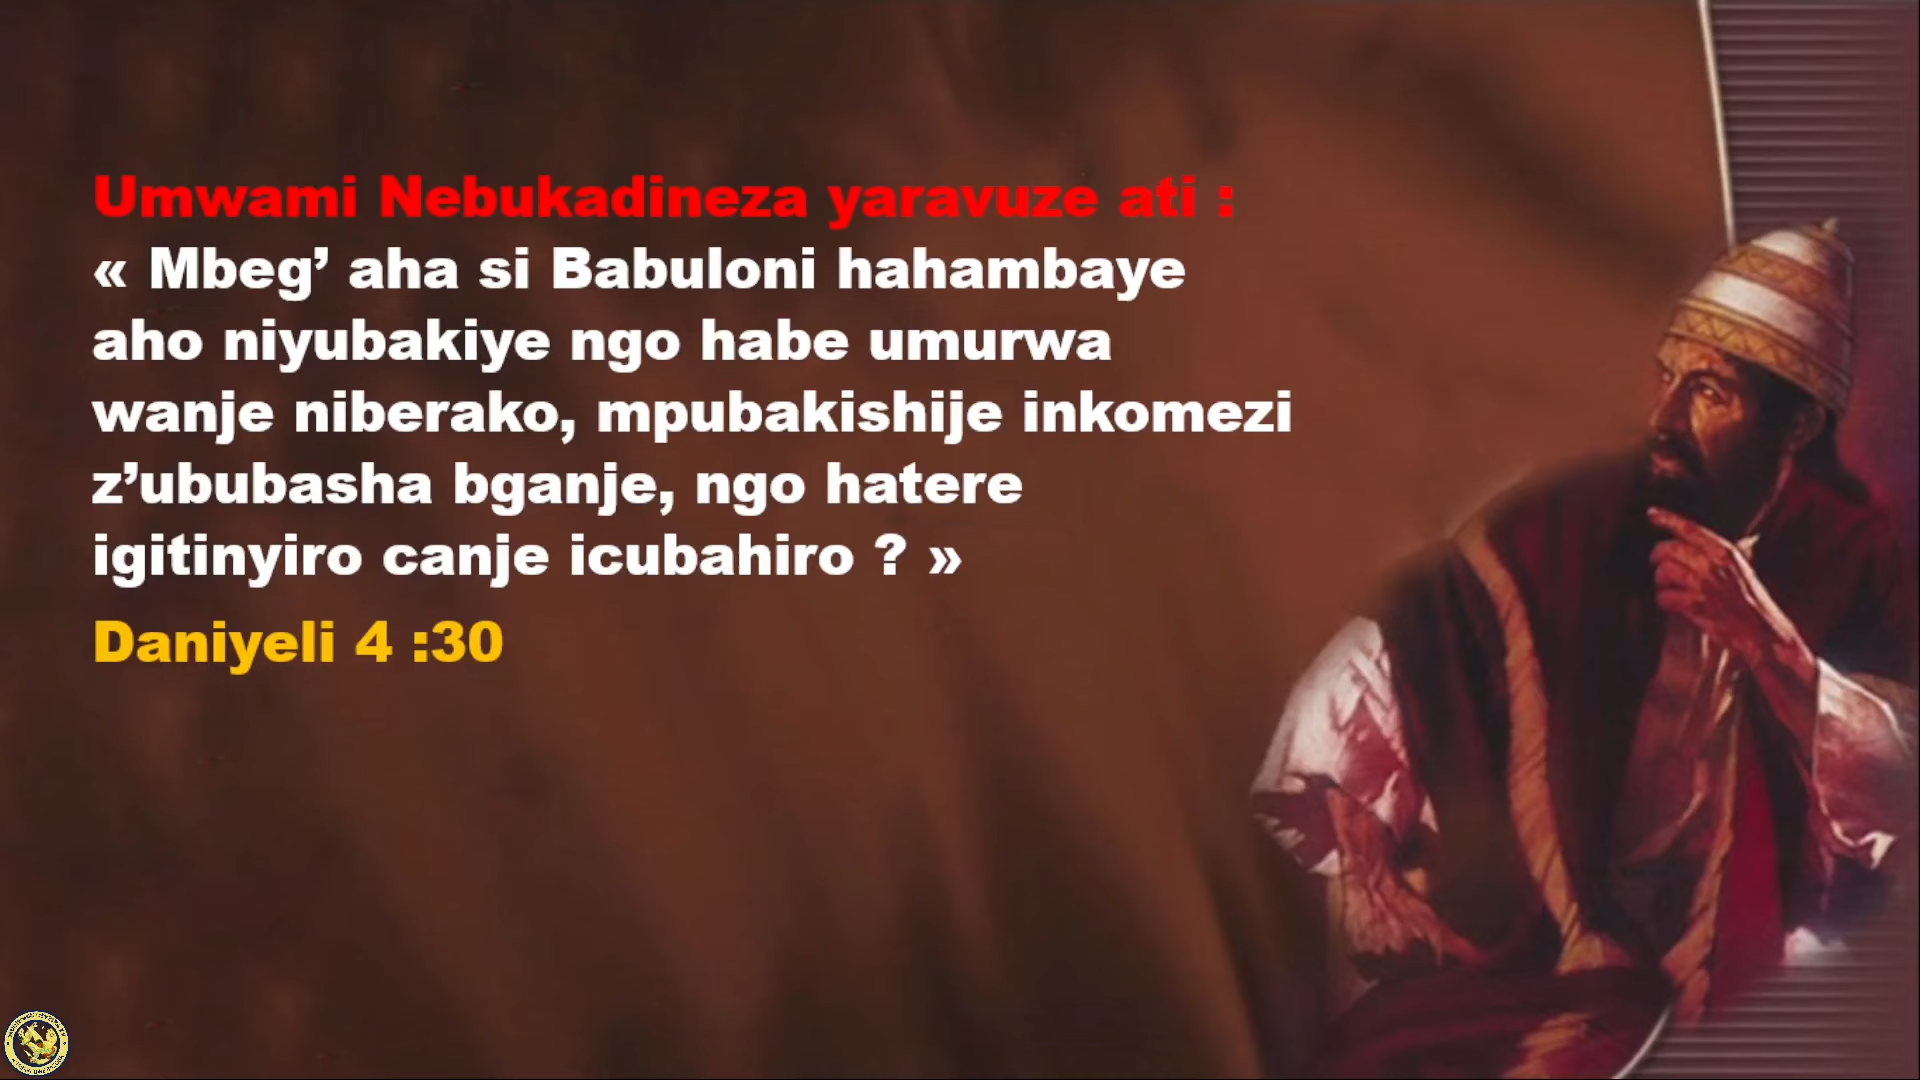 Umwami Nebukadineza yaravuze ati :
« Mbeg’ aha si Babuloni hahambaye
aho niyubakiye ngo habe umurwa
wanje niberako, mpubakishije inkomezi
z’ububasha bganje, ngo hatere
igitinyiro canje icubahiro ? »
Daniyeli 4 :30